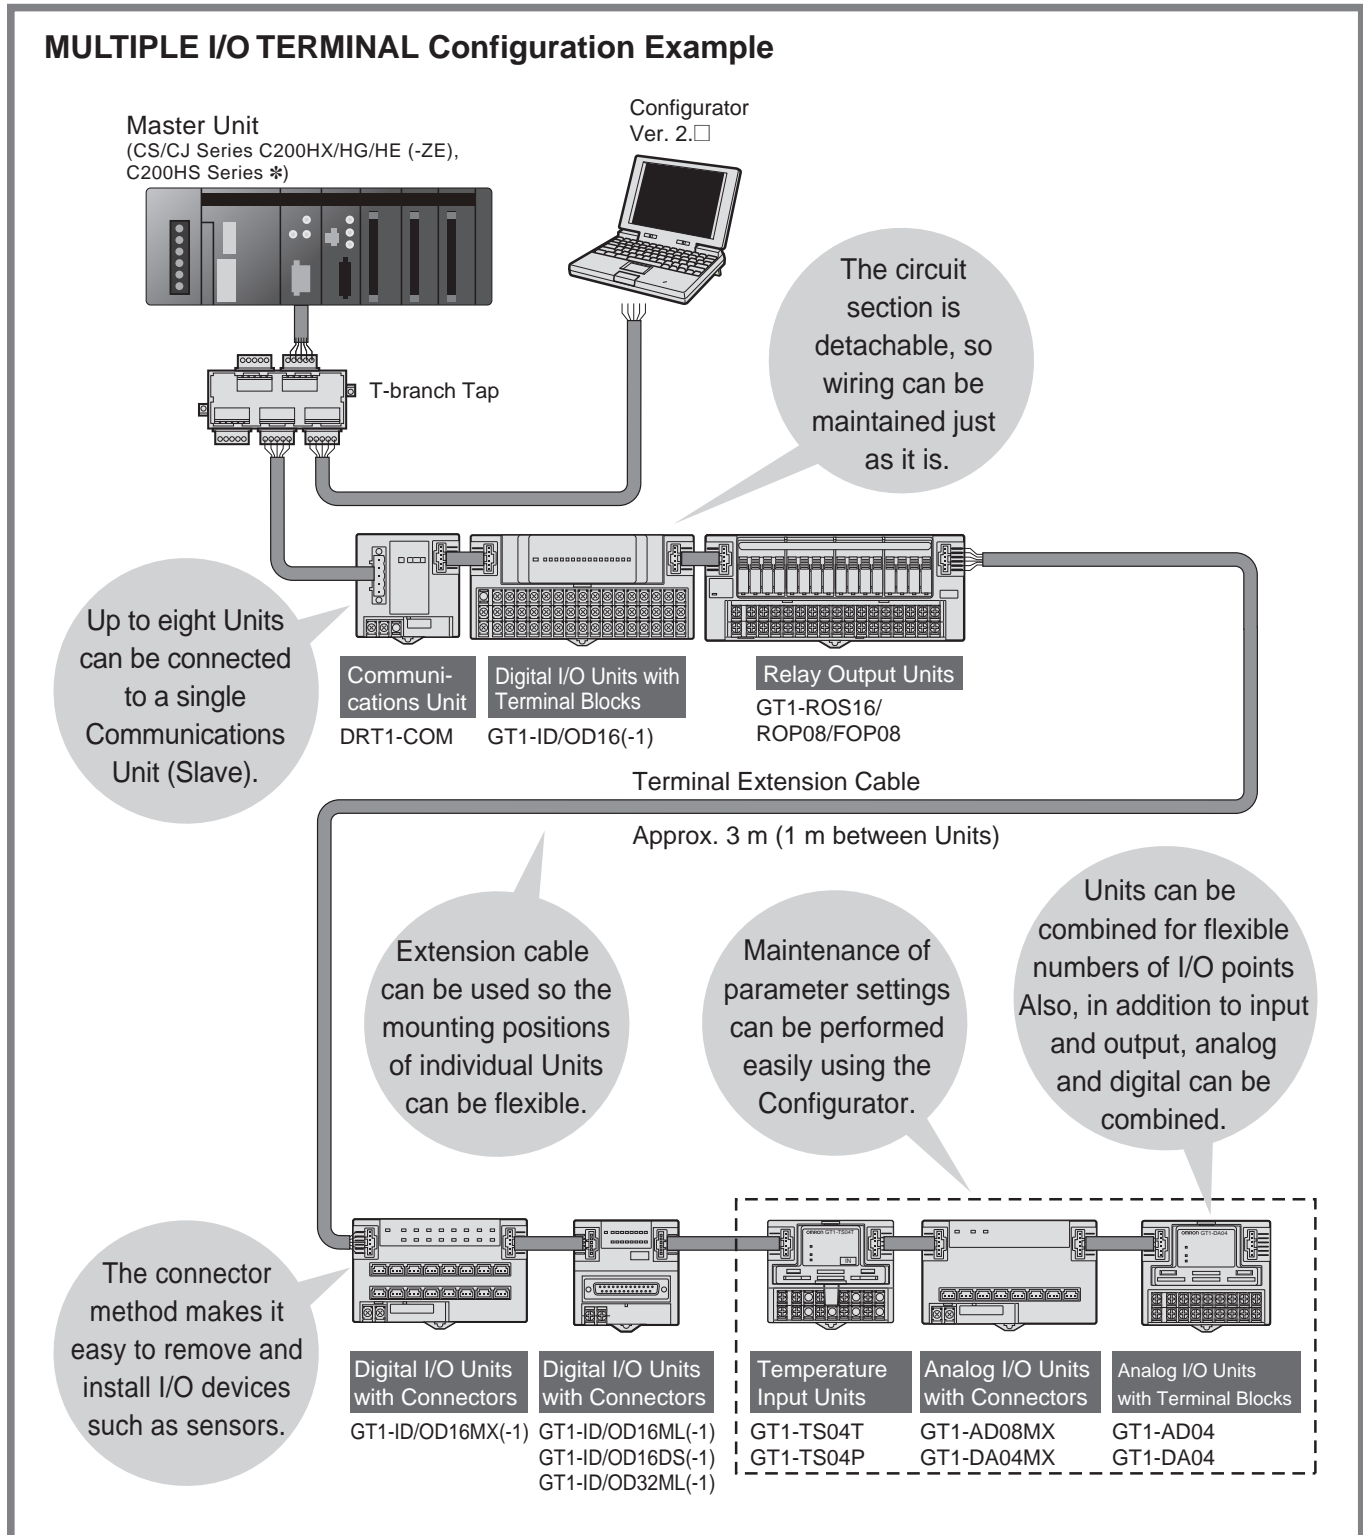 MULTIPLE I/O TERMINAL Configuration Example
Master Unit
(CS/CJ Series C200HX/HG/HE (-ZE),
C200HS Series ✻)
Configurator
Ver. 2.□
T-branch Tap
The circuit
section is
detachable, so
wiring can be
maintained just
as it is.
Up to eight Units
can be connected
to a single
Communications
Unit (Slave).
Communi-
cations Unit
DRT1-COM
Digital I/O Units with
Terminal Blocks
GT1-ID/OD16(-1)
Relay Output Units
GT1-ROS16/
ROP08/FOP08
Terminal Extension Cable
Approx. 3 m (1 m between Units)
Extension cable
can be used so the
mounting positions
of individual Units
can be flexible.
Maintenance of
parameter settings
can be performed
easily using the
Configurator.
Units can be
combined for flexible
numbers of I/O points
Also, in addition to input
and output, analog
and digital can be
combined.
The connector
method makes it
easy to remove and
install I/O devices
such as sensors.
OMRON GT1-TS04T
IN
OMRON GT1-DA04
Digital I/O Units
with Connectors
GT1-ID/OD16MX(-1)
Digital I/O Units
with Connectors
GT1-ID/OD16ML(-1)
GT1-ID/OD16DS(-1)
GT1-ID/OD32ML(-1)
Temperature
Input Units
GT1-TS04T
GT1-TS04P
Analog I/O Units
with Connectors
GT1-AD08MX
GT1-DA04MX
Analog I/O Units
with Terminal Blocks
GT1-AD04
GT1-DA04